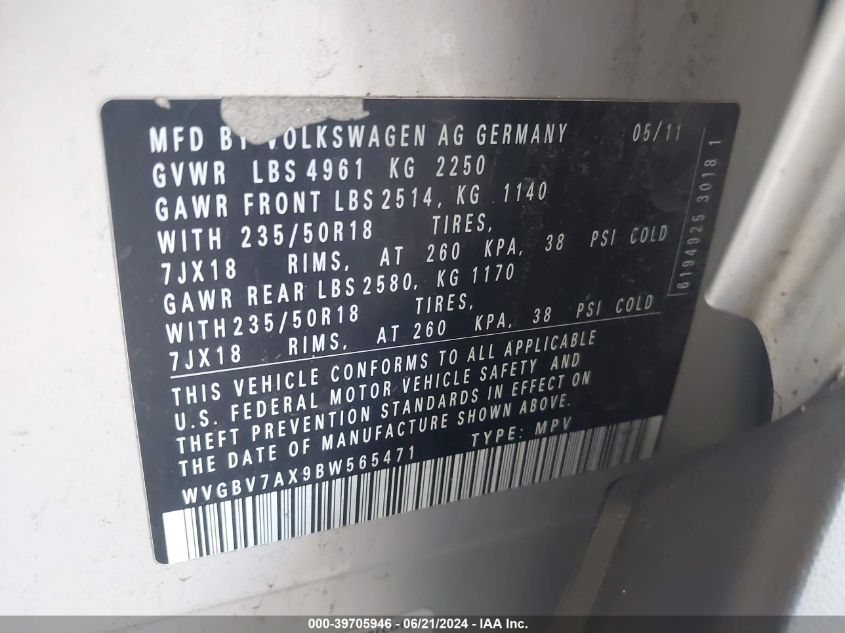 MFD BY VOLKSWAGEN AG GERMANY 05/11
GVWR LBS 4961 KG 2250
GAWR FRONT LBS 2514, KG 1140
WITH 235/50R18 TIRES,
7JX18 RIMS, AT 260 KPA, 38 PSI COLD
GAWR REAR LBS 2580, KG 1170
WITH 235/50R18 TIRES,
7JX18 RIMS, AT 260 KPA, 38 PSI COLD
THIS VEHICLE CONFORMS TO ALL APPLICABLE
U.S. FEDERAL MOTOR VEHICLE SAFETY AND
THEFT PREVENTION STANDARDS IN EFFECT ON
THE DATE OF MANUFACTURE SHOWN ABOVE.
WVGBV7AX9BW565471 TYPE: MPV
6194925 3018 1
000-39705946 - 06/21/2024 - IAAI.com